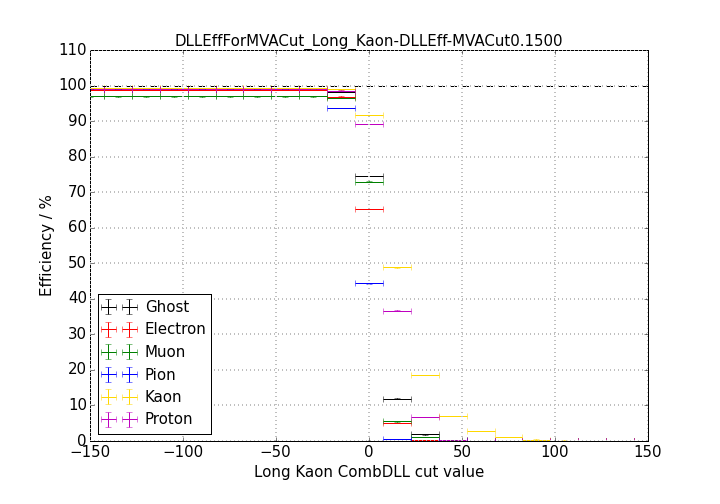 DLLEffForMVACut_Long_Kaon-DLLEff-MVACut0.1500
110
100
90
80
70
60
50
40
30
20
10
0
Efficiency / %
Ghost
Electron
Muon
Pion
Kaon
Proton
−150 −100 −50 0 50 100 150
Long Kaon CombDLL cut value